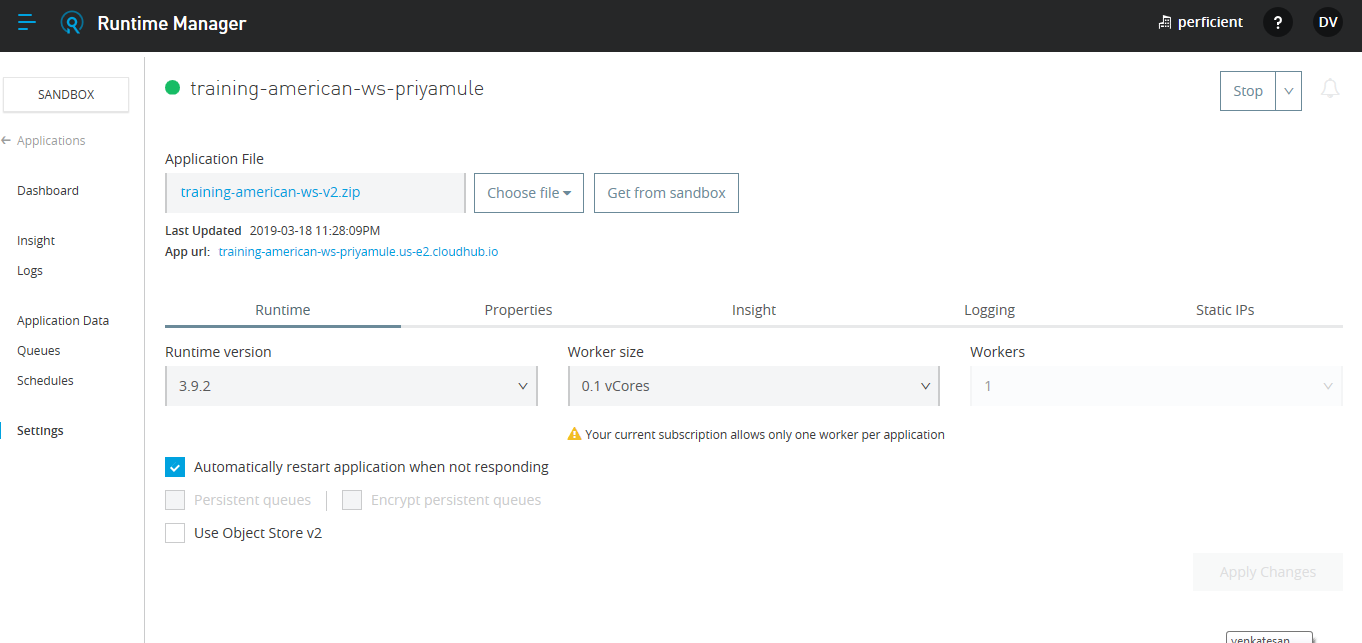 Runtime Manager
perficient
?
DV
SANDBOX
Applications
Dashboard
Insight
Logs
Application Data
Queues
Schedules
Settings
training-american-ws-priyamule
Stop
Application File
training-american-ws-v2.zip
Choose file
Get from sandbox
Last Updated 2019-03-18 11:28:09PM
App url: training-american-ws-priyamule.us-e2.cloudhub.io
Runtime Properties Insight Logging Static IPs
Runtime version Worker size Workers
3.9.2 0.1 vCores 1
Your current subscription allows only one worker per application
Automatically restart application when not responding
Persistent queues | Encrypt persistent queues
Use Object Store v2
Apply Changes
venkatesan